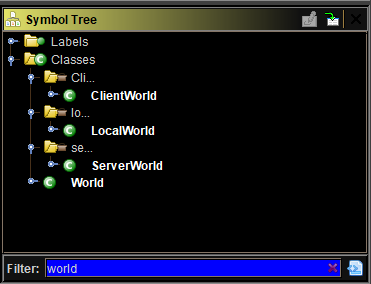 Symbol Tree
Labels
Classes
Cli...
ClientWorld
lo...
LocalWorld
se...
ServerWorld
World
Filter: world